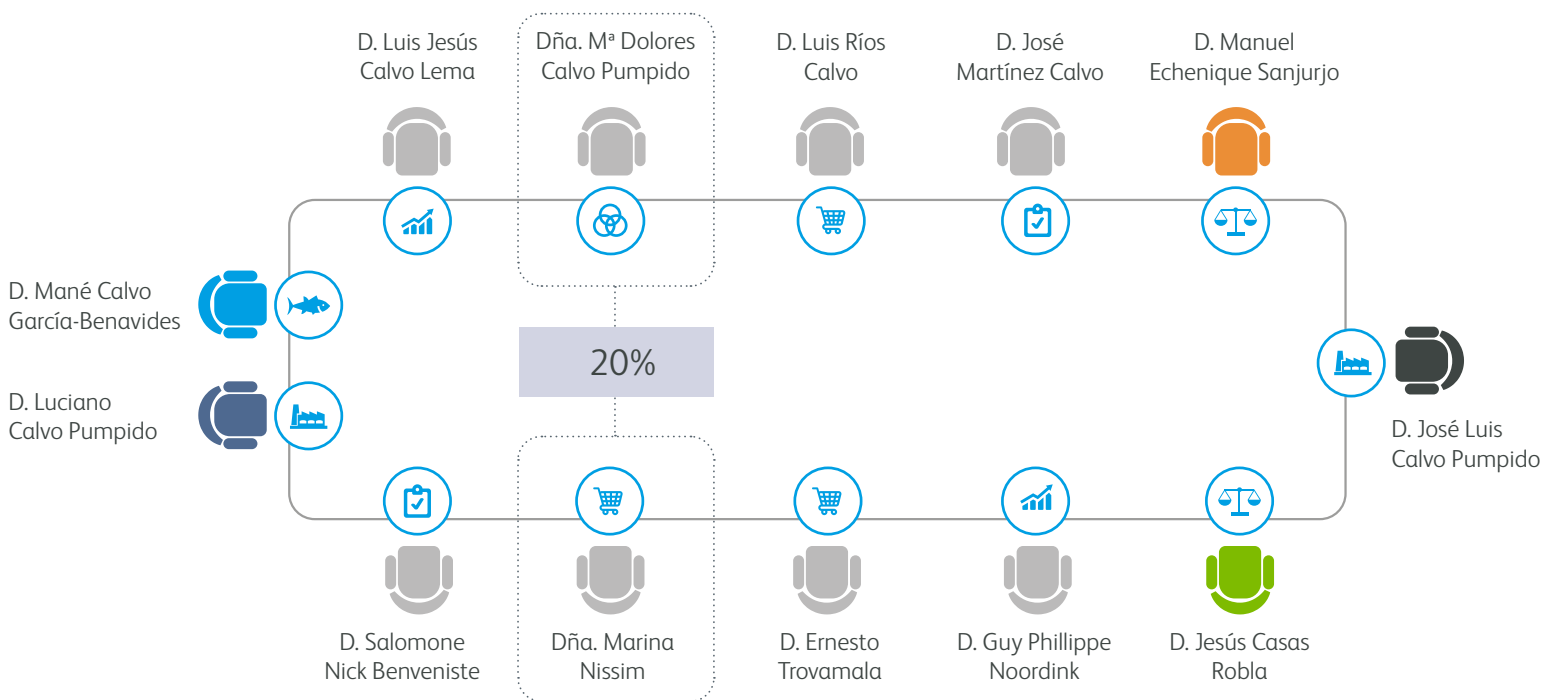 D. Luis Jesús
Calvo Lema
Dña. Mª Dolores
Calvo Pumpido
D. Luis Ríos
Calvo
D. José
Martínez Calvo
D. Manuel
Echenique Sanjurjo
D. Mané Calvo
García-Benavides
20%
D. Luciano
Calvo Pumpido
D. José Luis
Calvo Pumpido
D. Salomone
Nick Benveniste
Dña. Marina
Nissim
D. Ernesto
Trovamala
D. Guy Phillippe
Noordink
D. Jesús Casas
Robla